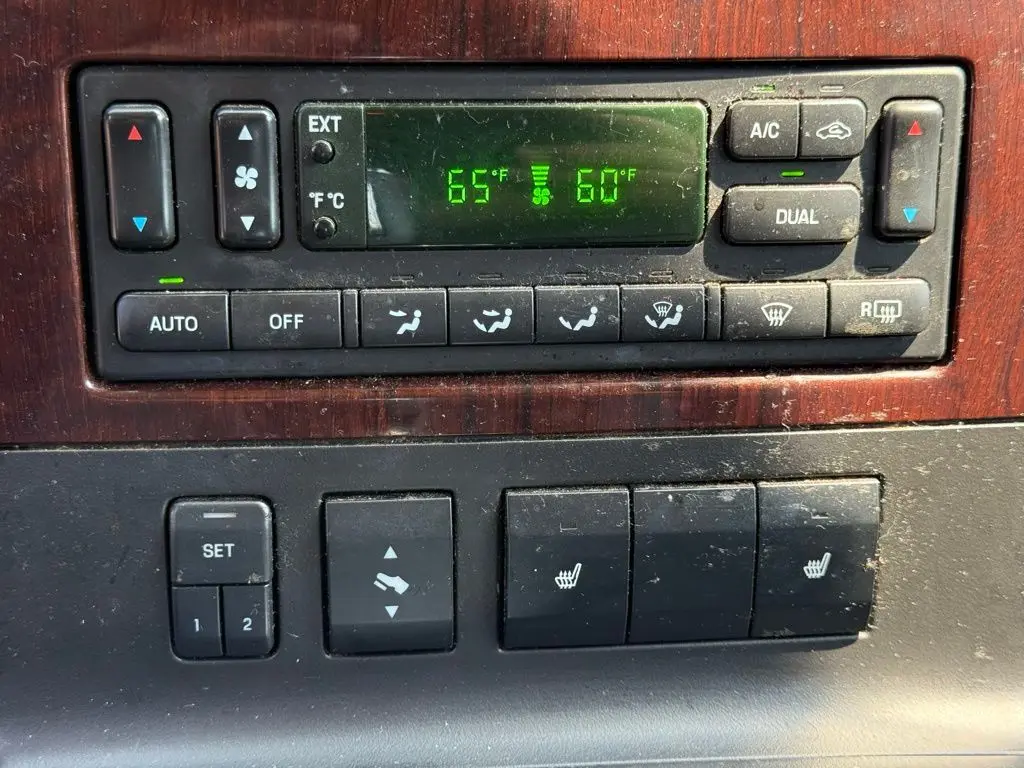 EXT
°F °C
65°F 60°F
A/C
DUAL
AUTO OFF
R
SET
1 2